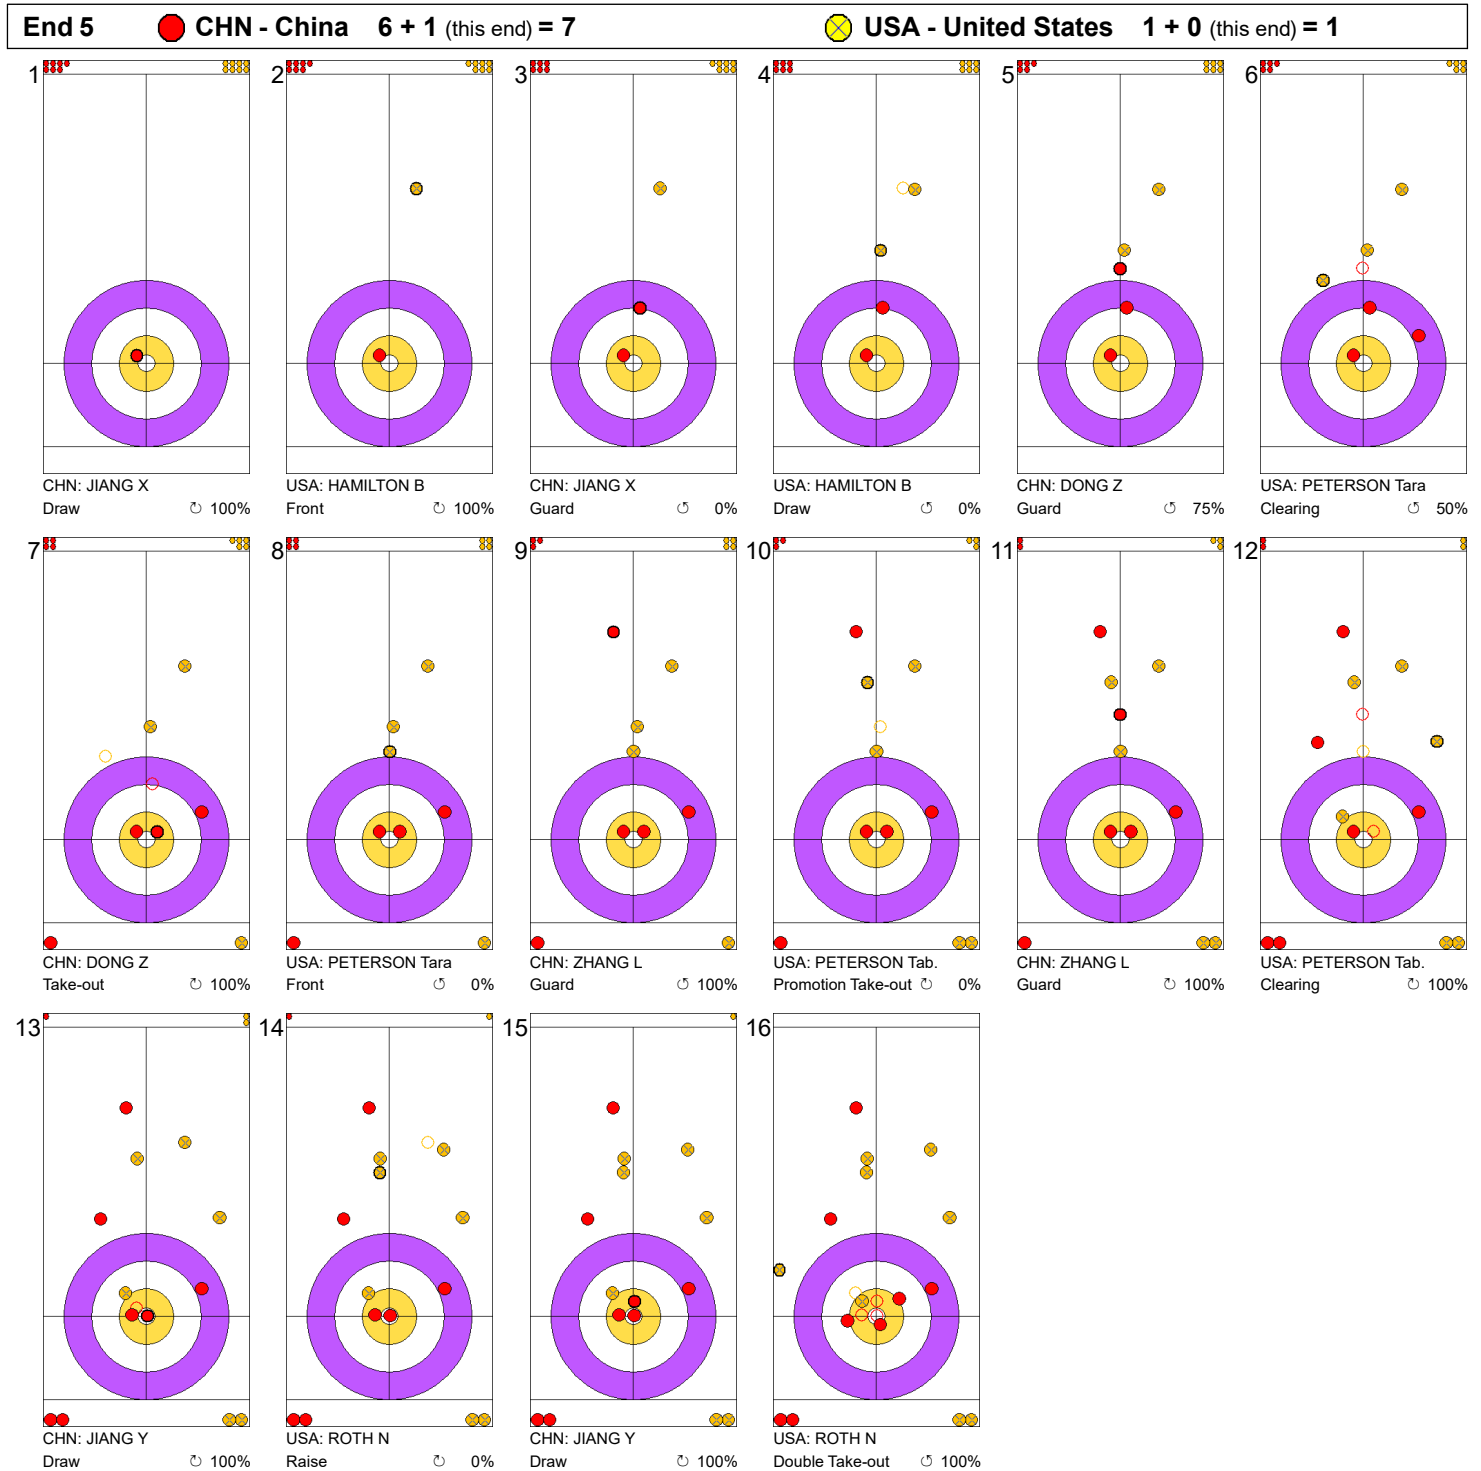 End 5 CHN - China 6 + 1 (this end) = 7 USA - United States 1 + 0 (this end) = 1
1 2 3 4 5 6
CHN: JIANG X USA: HAMILTON B CHN: JIANG X USA: HAMILTON B CHN: DONG Z USA: PETERSON Tara
Draw ↻ 100% Front ↻ 100% Guard ↺ 0% Draw ↺ 0% Guard ↺ 75% Clearing ↺ 50%
7 8 9 10 11 12
CHN: DONG Z USA: PETERSON Tara CHN: ZHANG L USA: PETERSON Tab. CHN: ZHANG L USA: PETERSON Tab.
Take-out ↻ 100% Front ↺ 0% Guard ↺ 100% Promotion Take-out ↻ 0% Guard ↻ 100% Clearing ↻ 100%
13 14 15 16
CHN: JIANG Y USA: ROTH N CHN: JIANG Y USA: ROTH N
Draw ↻ 100% Raise ↻ 0% Draw ↻ 100% Double Take-out ↺ 100%